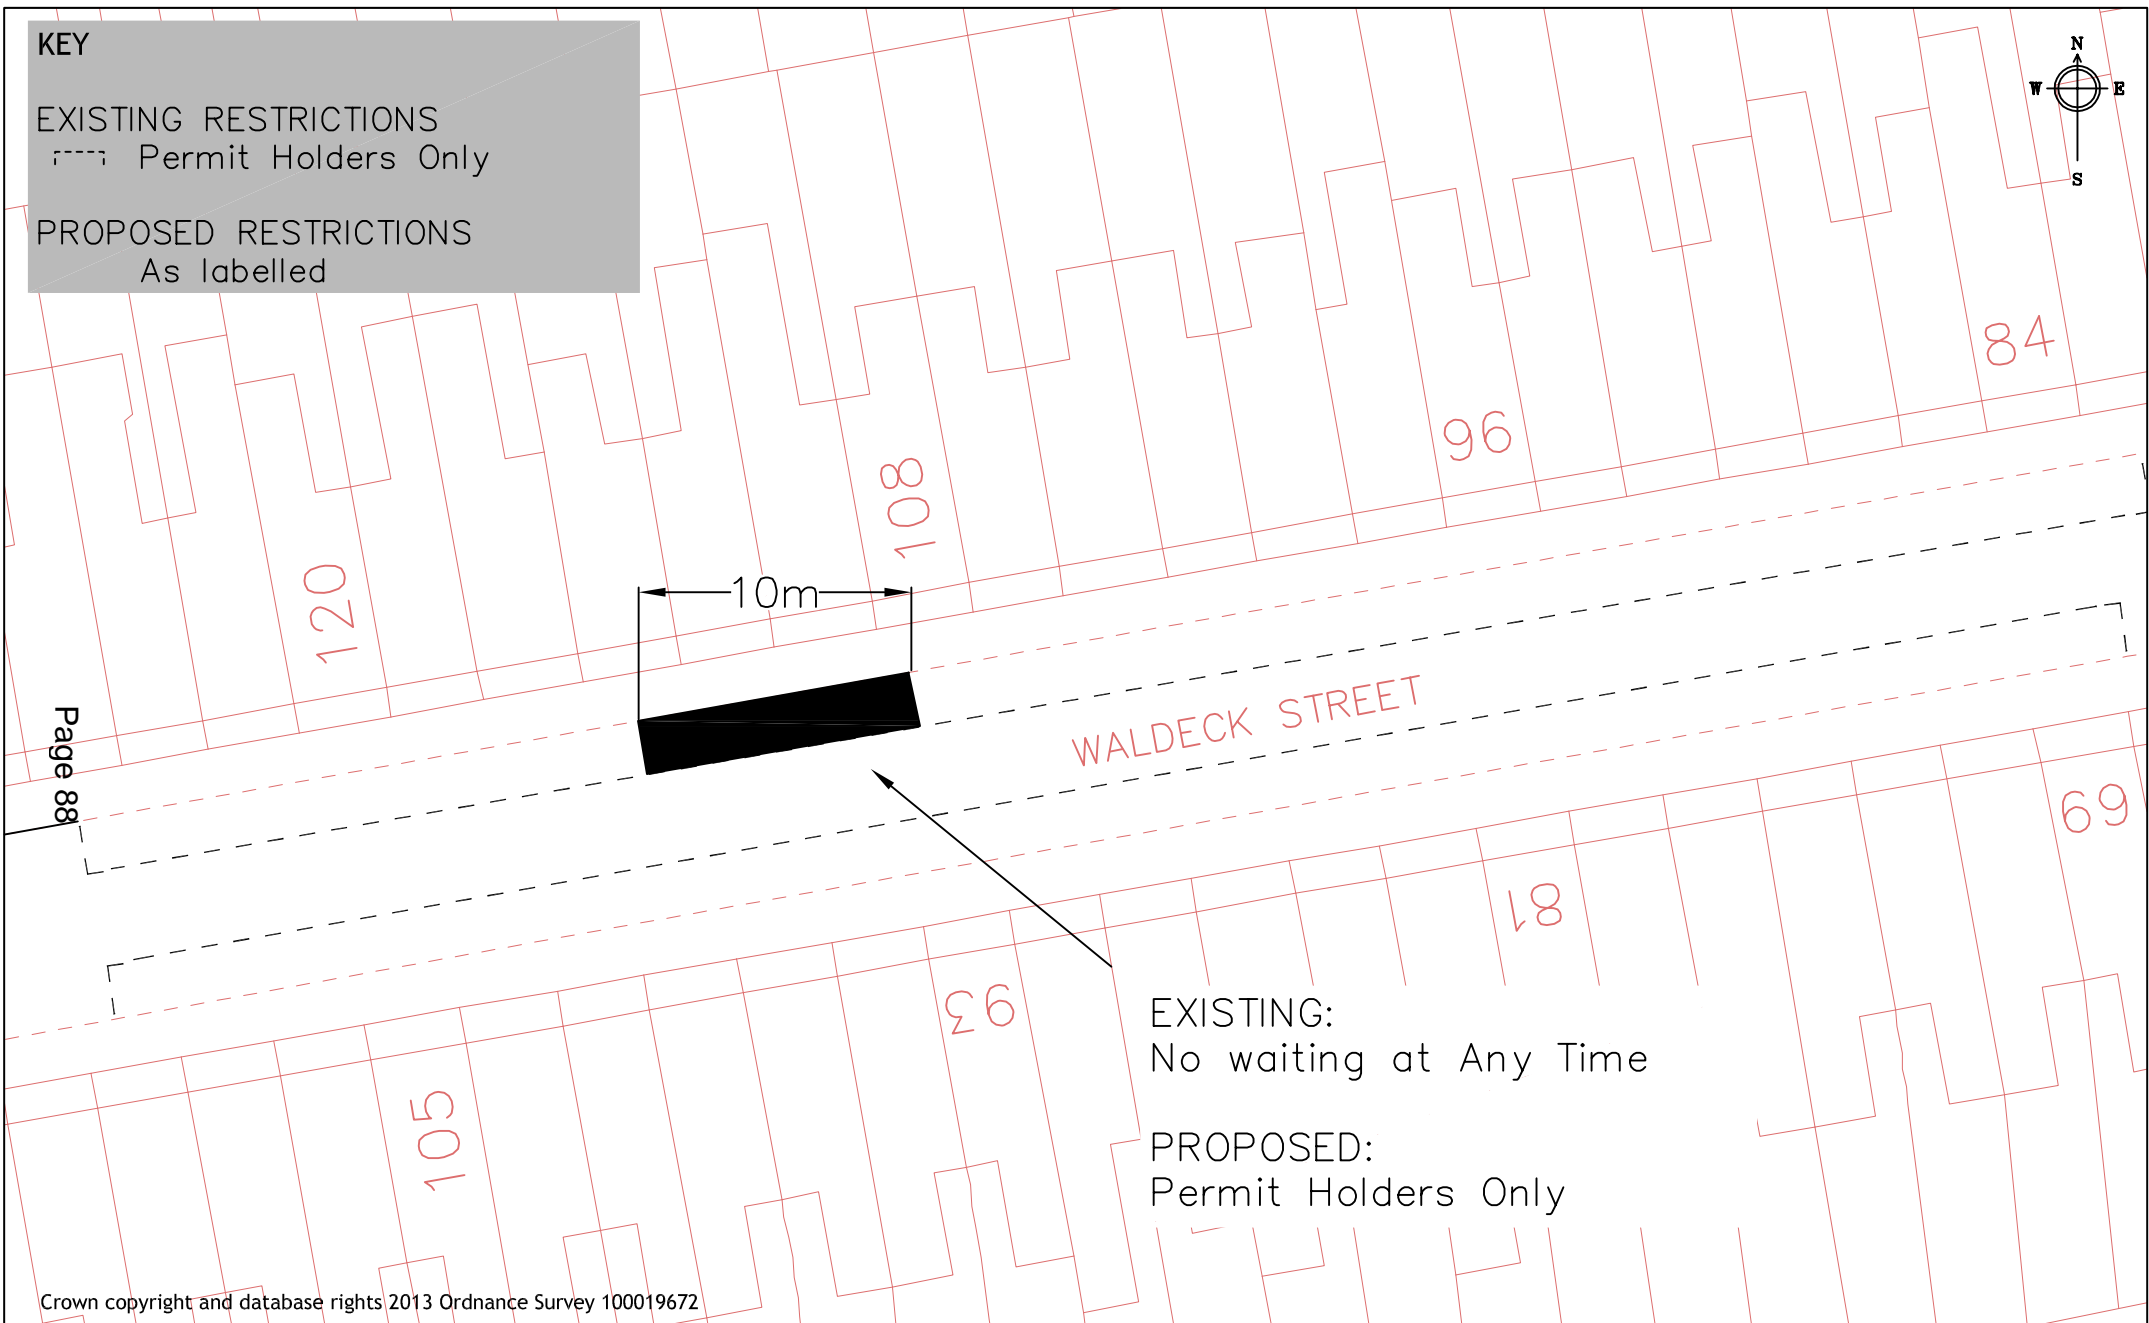 KEY
EXISTING RESTRICTIONS
Permit Holders Only
PROPOSED RESTRICTIONS
As labelled
N
W E
S
84
96
108
120
10m
WALDECK STREET
Page 88
69
81
93
105
EXISTING:
No waiting at Any Time
PROPOSED:
Permit Holders Only
Crown copyright and database rights 2013 Ordnance Survey 100019672